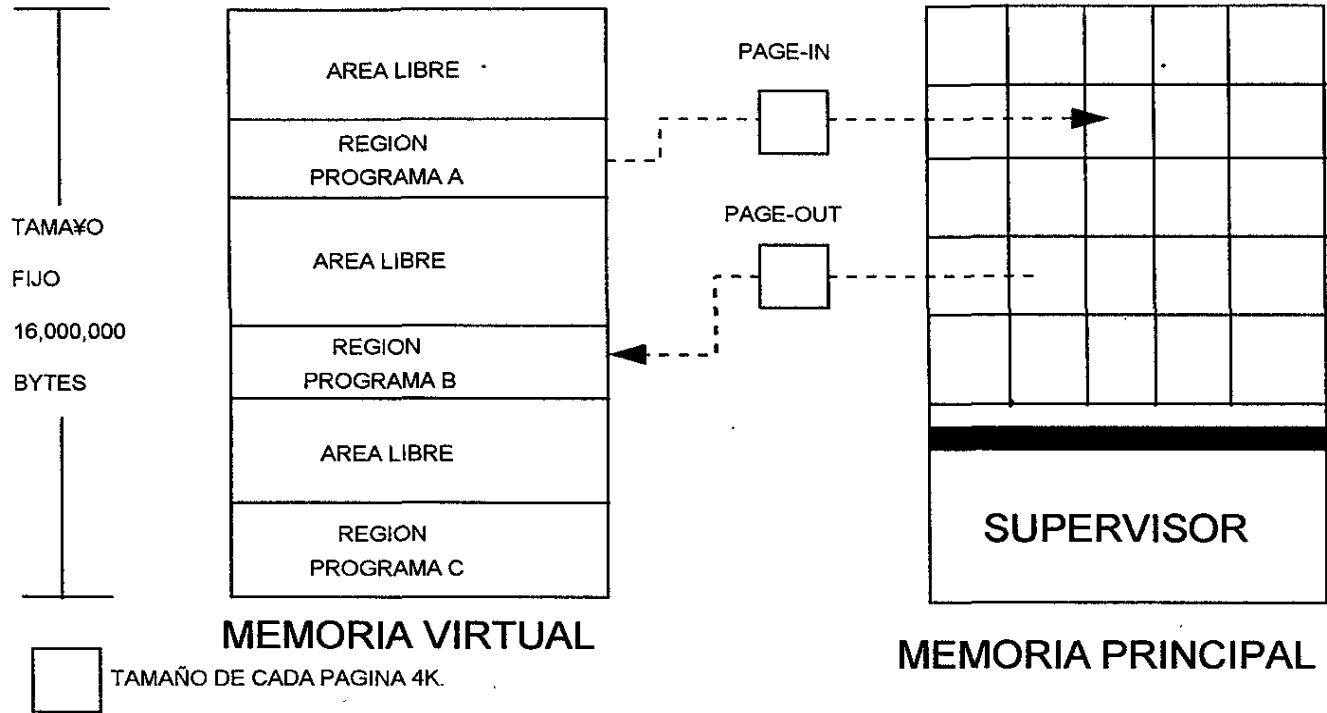 TAMA¥O
FIJO
16,000,000
BYTES
AREA LIBRE
REGION
PROGRAMA A
AREA LIBRE
REGION
PROGRAMA B
AREA LIBRE
REGION
PROGRAMA C
MEMORIA VIRTUAL
TAMAÑO DE CADA PAGINA 4K.
PAGE-IN
PAGE-OUT
SUPERVISOR
MEMORIA PRINCIPAL